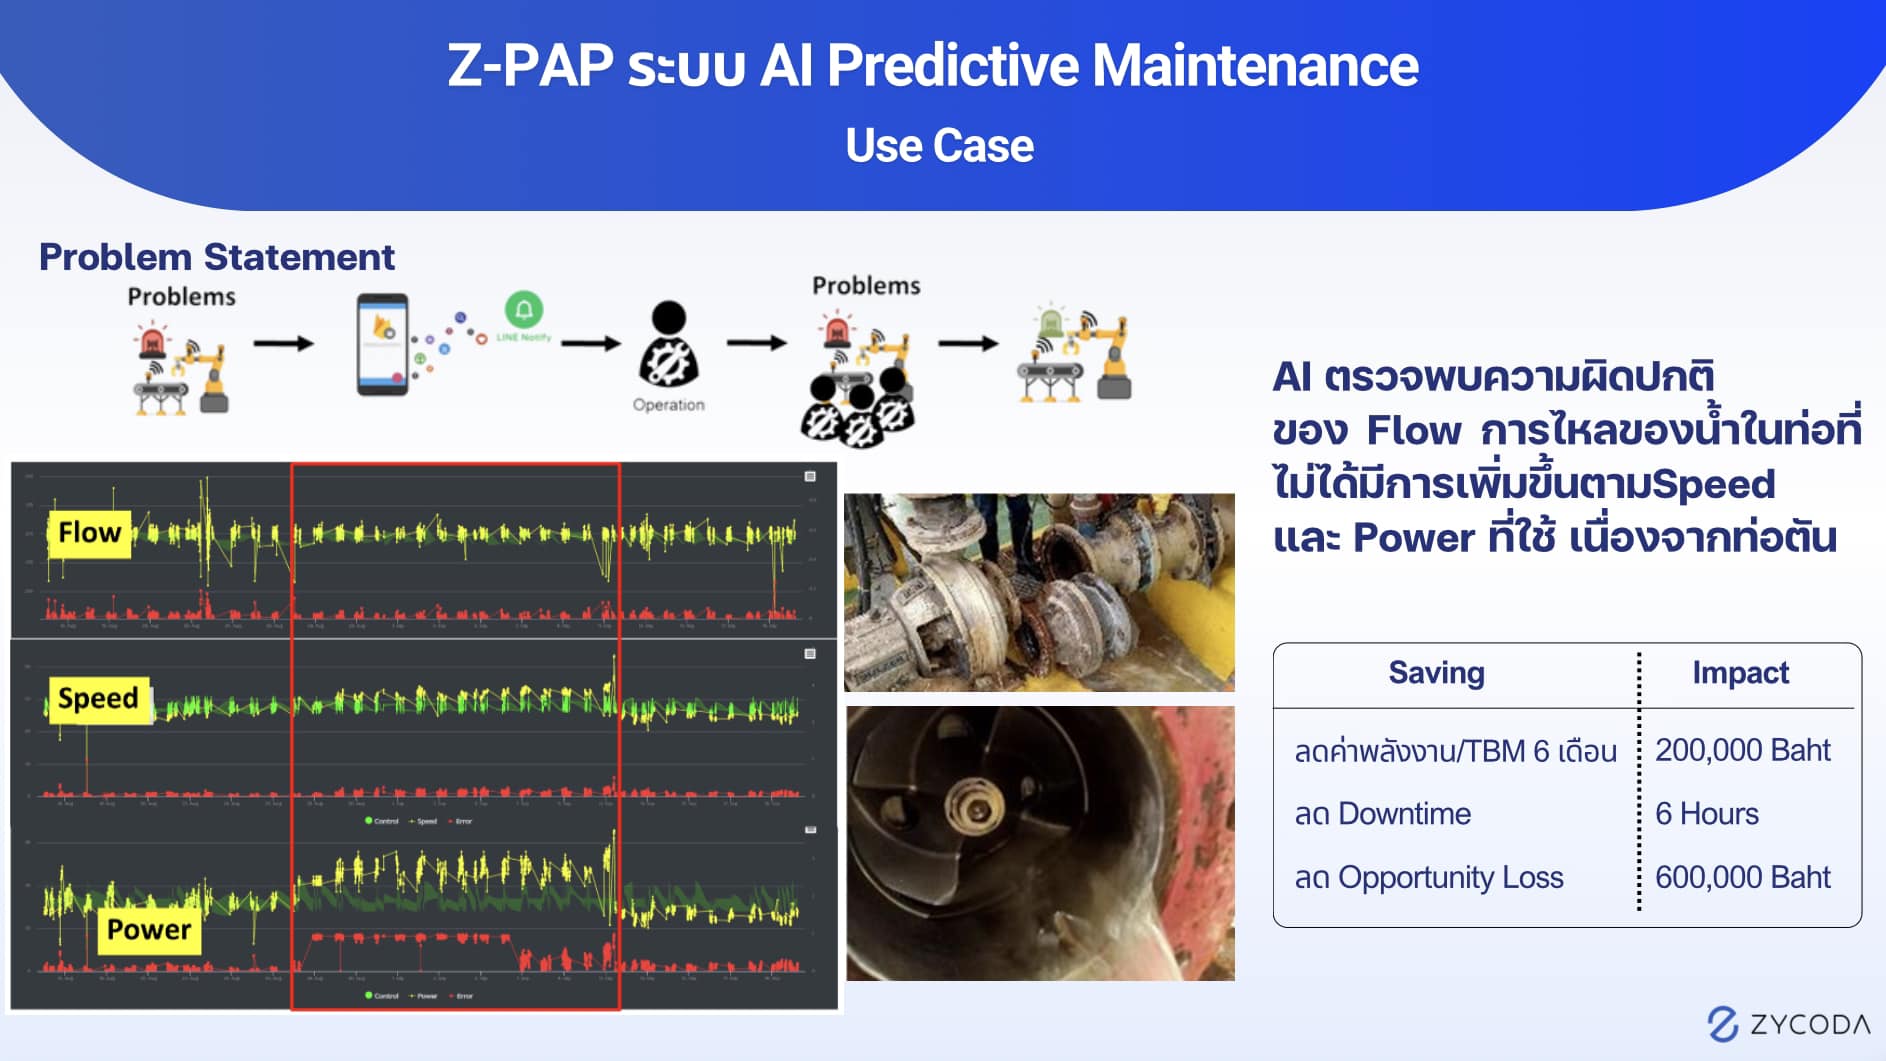 Z-PAP ระบบ AI Predictive Maintenance
Use Case
Problem Statement
Problems
LINE Notify
Operation
Problems
AI ตรวจพบความผิดปกติ
ของ Flow การไหลของน้ำในท่อที่
ไม่ได้มีการเพิ่มขึ้นตามSpeed
และ Power ที่ใช้ เนื่องจากท่อตัน
Flow
Speed
Control Speed Error
Power
Control Power Error
Saving Impact
ลดค่าพลังงาน/TBM 6 เดือน 200,000 Baht
ลด Downtime 6 Hours
ลด Opportunity Loss 600,000 Baht
ZYCODA